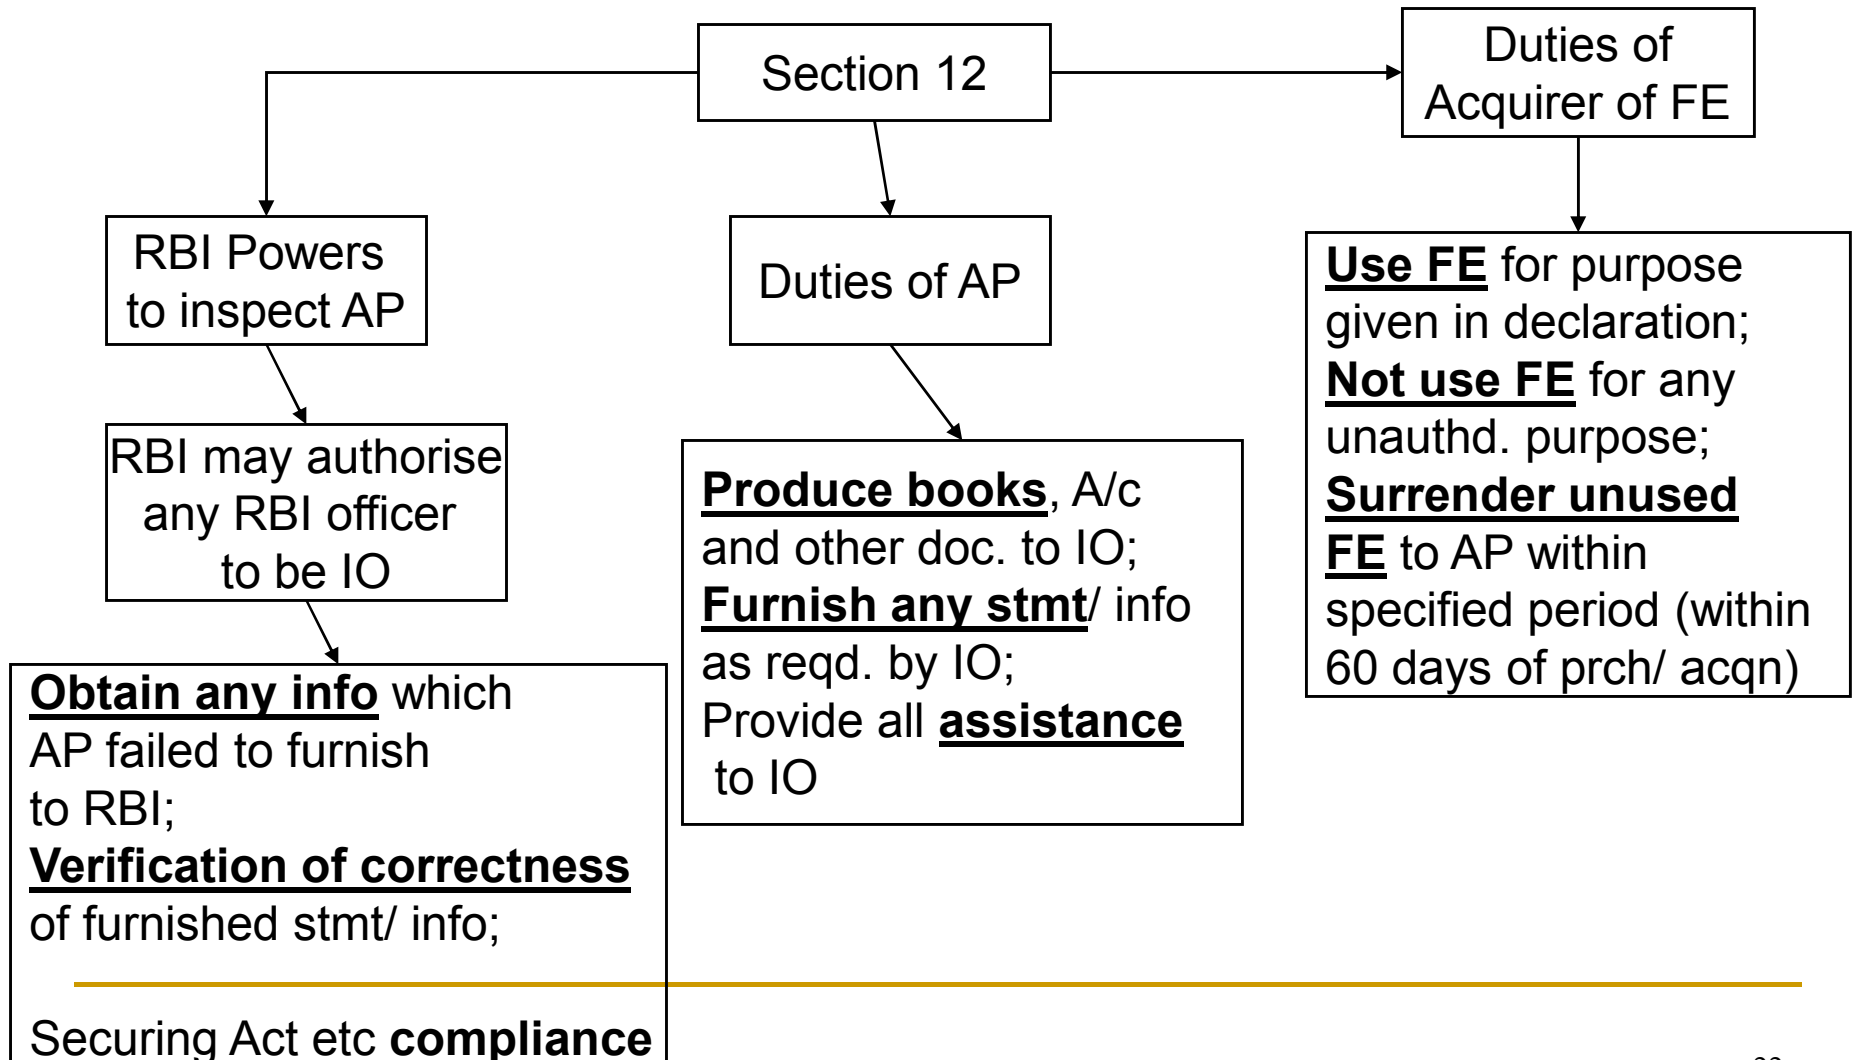 Section 12
Duties of
Acquirer of FE
RBI Powers
to inspect AP
Duties of AP
Use FE for purpose
given in declaration;
Not use FE for any
unauthd. purpose;
Surrender unused
FE to AP within
specified period (within
60 days of prch/ acqn)
RBI may authorise
any RBI officer
to be IO
Produce books, A/c
and other doc. to IO;
Furnish any stmt/ info
as reqd. by IO;
Provide all assistance
to IO
Obtain any info which
AP failed to furnish
to RBI;
Verification of correctness
of furnished stmt/ info;
Securing Act etc compliance